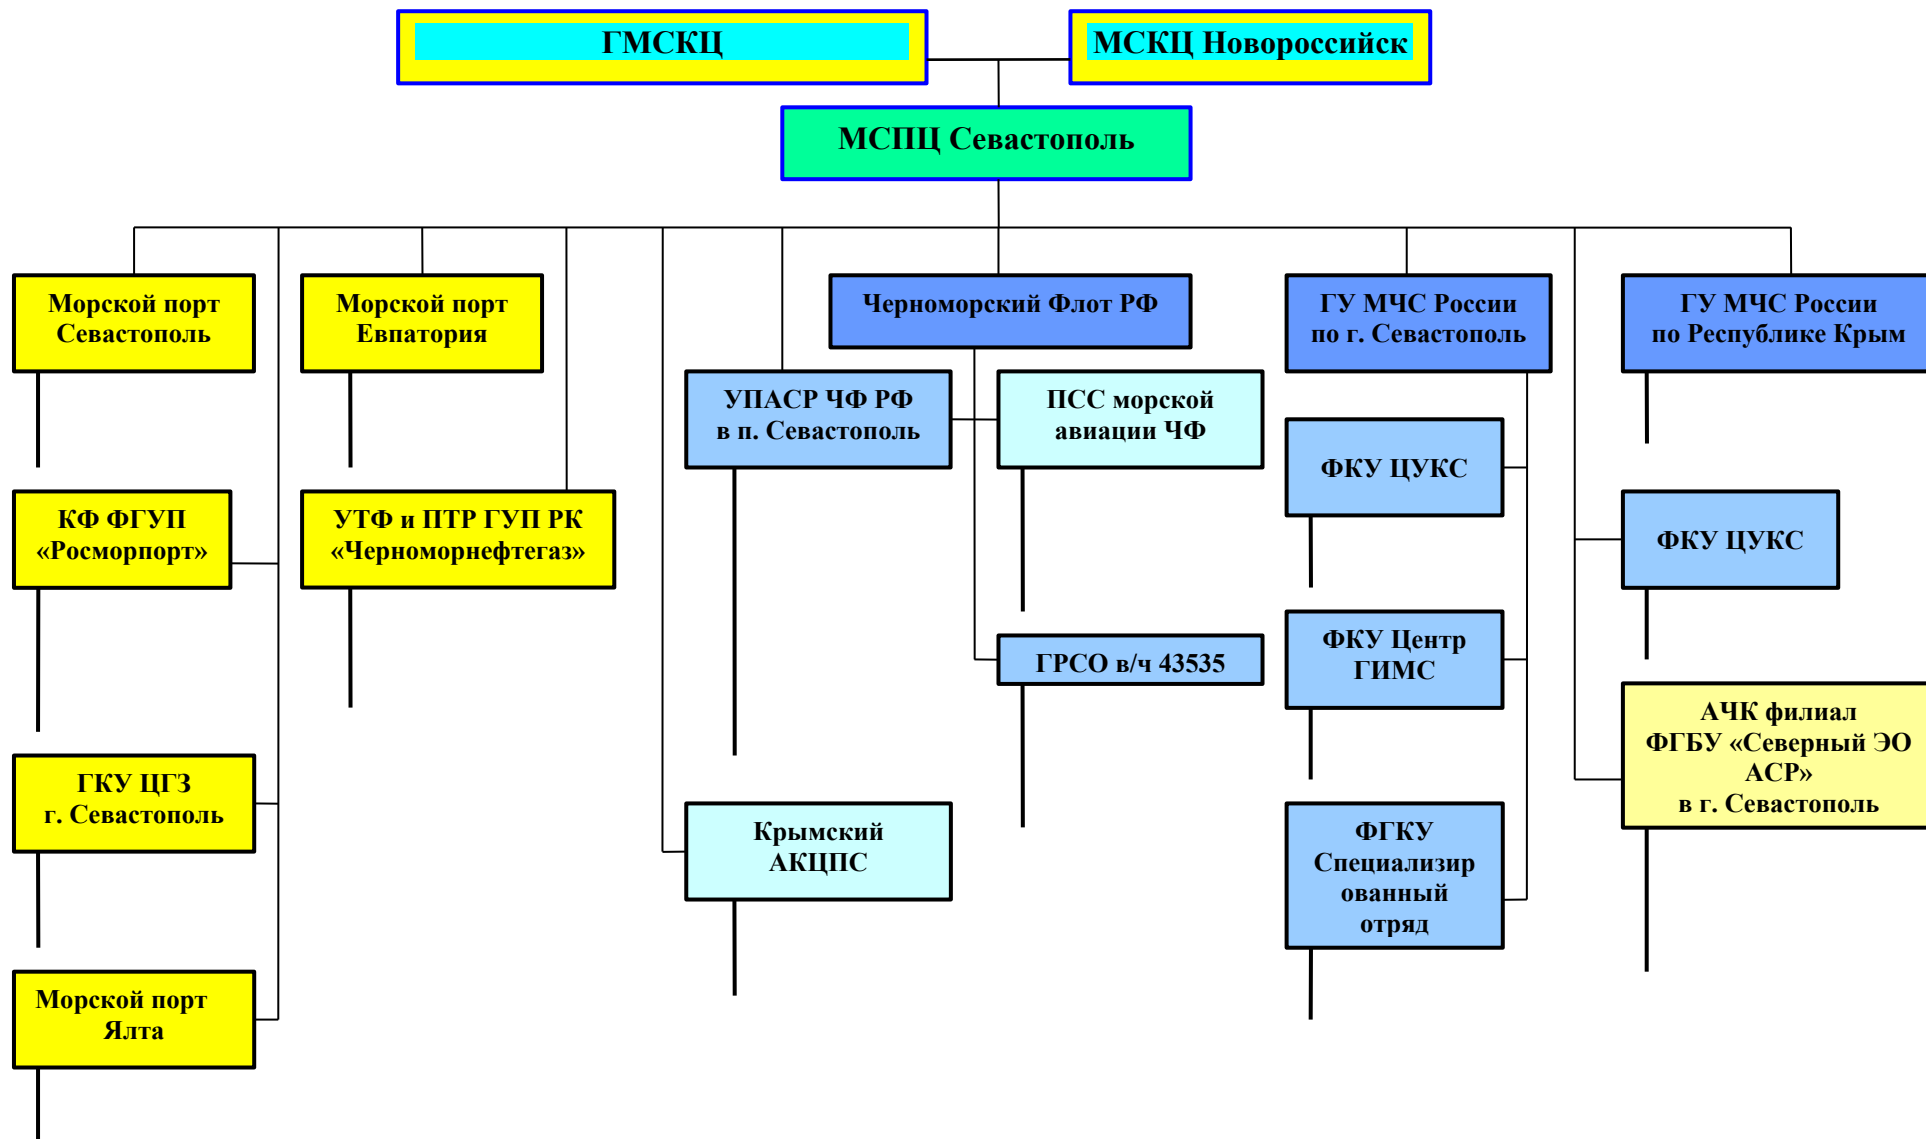 ГМСКЦ
МСКЦ Новороссийск
МСПЦ Севастополь
Морской порт
Севастополь
Морской порт
Евпатория
Черноморский Флот РФ
ГУ МЧС России
по г. Севастополь
ГУ МЧС России
по Республике Крым
УПАСР ЧФ РФ
в п. Севастополь
ПСС морской
авиации ЧФ
ФКУ ЦУКС
КФ ФГУП
«Росморпорт»
УТФ и ПТР ГУП РК
«Черноморнефтегаз»
ФКУ ЦУКС
ГРСО в/ч 43535
ФКУ Центр
ГИМС
АЧК филиал
ФГБУ «Северный ЭО
АСР»
в г. Севастополь
ГКУ ЦГЗ
г. Севастополь
Крымский
АКЦПС
ФГКУ
Специализир
ованный
отряд
Морской порт
Ялта